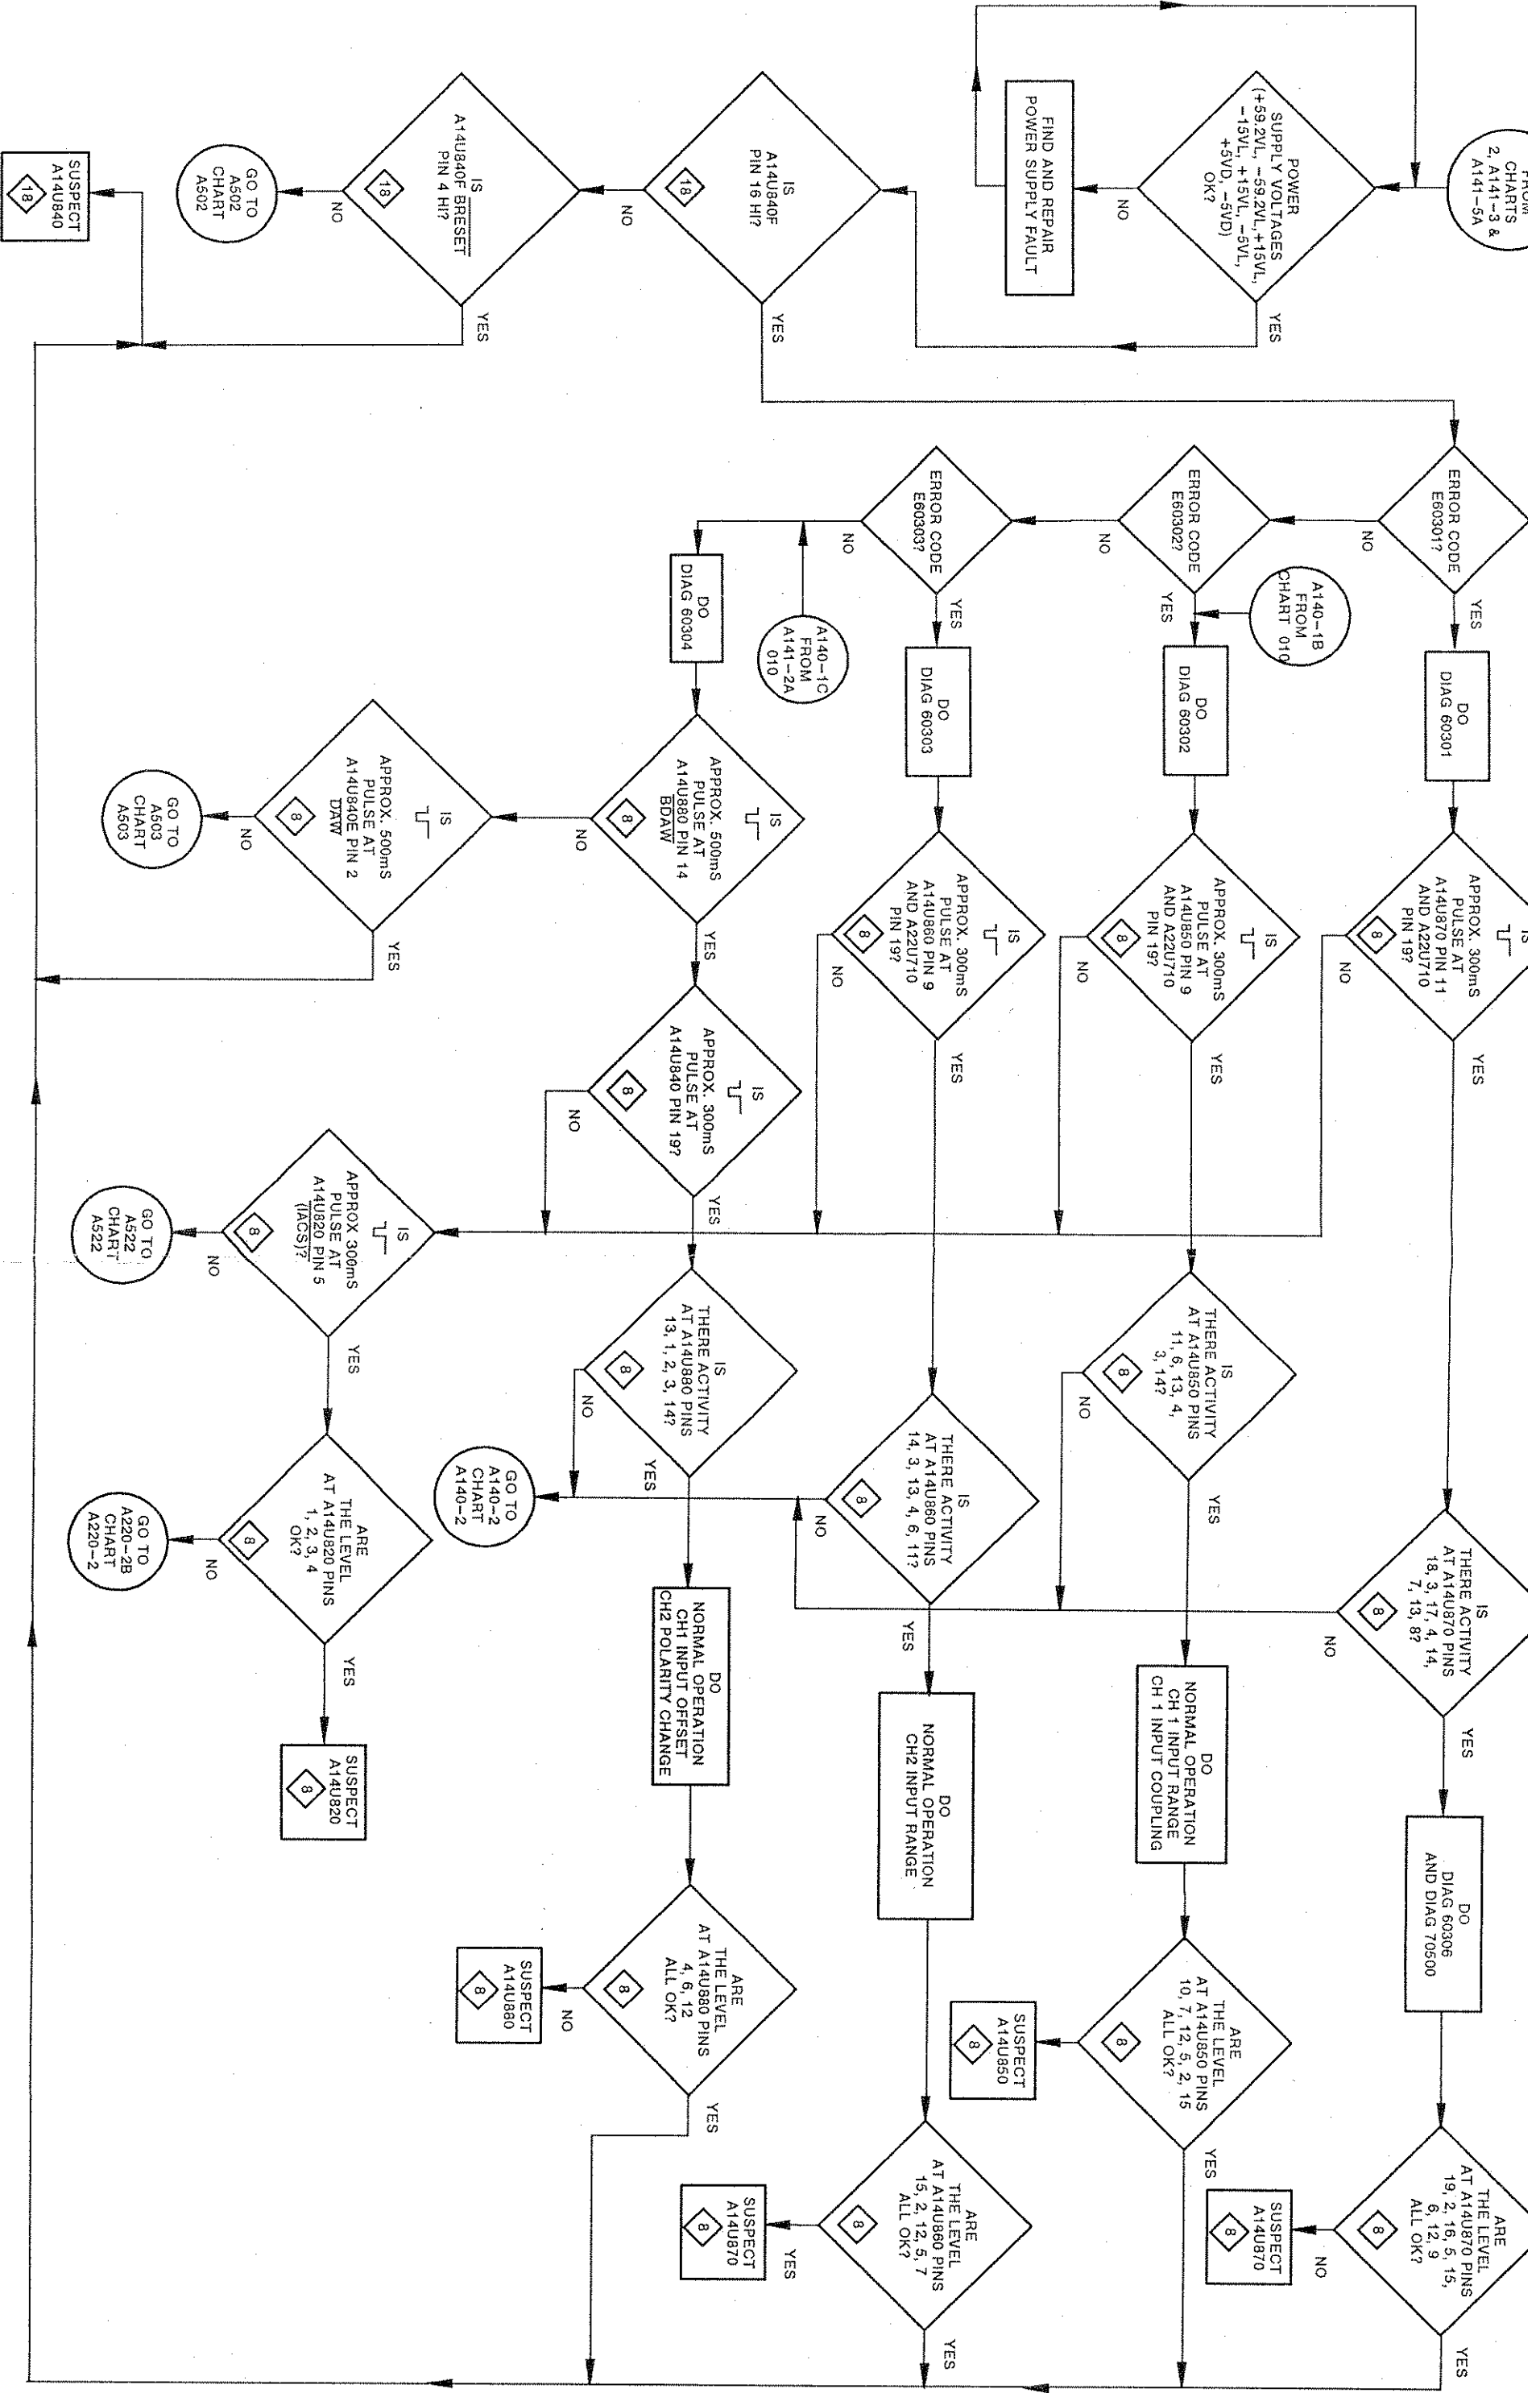 FROM
CHARTS
2, A141-3 &
A141-5A
POWER
SUPPLY VOLTAGES
(+59.2VL, -59.2VL, +15VL,
-15VL, +15VL, -5VL,
+5VD, -5VD)
OK?
NO
YES
FIND AND REPAIR
POWER SUPPLY FAULT
IS
A14U840F
PIN 16 HI?
18
NO
YES
IS
A14U840F BRESET
PIN 4 HI?
18
NO
YES
GO TO
A502
CHART
A502
SUSPECT
A14U840
18
ERROR CODE
E60301?
NO
YES
DO
DIAG 60301
IS
APPROX. 300mS
PULSE AT
A14U870 PIN 11
AND A22U710
PIN 19?
8
NO
YES
IS
THERE ACTIVITY
AT A14U870 PINS
18, 3, 17, 4, 14,
7, 13, 8?
8
NO
YES
DO
DIAG 60306
AND DIAG 70500
ARE
THE LEVEL
AT A14U870 PINS
19, 2, 16, 5, 15,
6, 12, 9
ALL OK?
8
NO
YES
SUSPECT
A14U870
8
A140-1B
FROM
CHART 010
ERROR CODE
E60302?
NO
YES
DO
DIAG 60302
IS
APPROX. 300mS
PULSE AT
A14U850 PIN 9
AND A22U710
PIN 19?
8
NO
YES
IS
THERE ACTIVITY
AT A14U850 PINS
11, 6, 13, 4,
3, 14?
8
NO
YES
DO
NORMAL OPERATION
CH 1 INPUT RANGE
CH 1 INPUT COUPLING
ARE
THE LEVEL
AT A14U850 PINS
10, 7, 12, 5, 2, 15
ALL OK?
8
YES
SUSPECT
A14U850
8
ERROR CODE
E60303?
NO
YES
DO
DIAG 60303
IS
APPROX. 300mS
PULSE AT
A14U860 PIN 9
AND A22U710
PIN 19?
8
NO
YES
IS
THERE ACTIVITY
AT A14U860 PINS
14, 3, 13, 4, 6, 11?
8
NO
YES
DO
NORMAL OPERATION
CH2 INPUT RANGE
ARE
THE LEVEL
AT A14U860 PINS
15, 2, 12, 5, 7
ALL OK?
8
YES
YES
SUSPECT
A14U870
8
A140-1C
FROM
A141-2A
010
DO
DIAG 60304
IS
APPROX. 500mS
PULSE AT
A14U880 PIN 14
BDAW
8
NO
YES
IS
APPROX. 300mS
PULSE AT
A14U840 PIN 19?
8
NO
YES
IS
THERE ACTIVITY
AT A14U880 PINS
13, 1, 2, 3, 14?
8
NO
YES
GO TO
A140-2
CHART
A140-2
DO
NORMAL OPERATION
CH1 INPUT OFFSET
CH2 POLARITY CHANGE
ARE
THE LEVEL
AT A14U880 PINS
4, 6, 12
ALL OK?
8
NO
YES
SUSPECT
A14U880
8
IS
APPROX. 500mS
PULSE AT
A14U840E PIN 2
DAW
8
NO
YES
GO TO
A503
CHART
A503
IS
APPROX 300mS
PULSE AT
A14U820 PIN 5
(IACS)?
8
NO
YES
GO TO
A522
CHART
A522
ARE
THE LEVEL
AT A14U820 PINS
1, 2, 3, 4
OK?
8
NO
YES
GO TO
A220-2B
CHART
A220-2
SUSPECT
A14U820
8